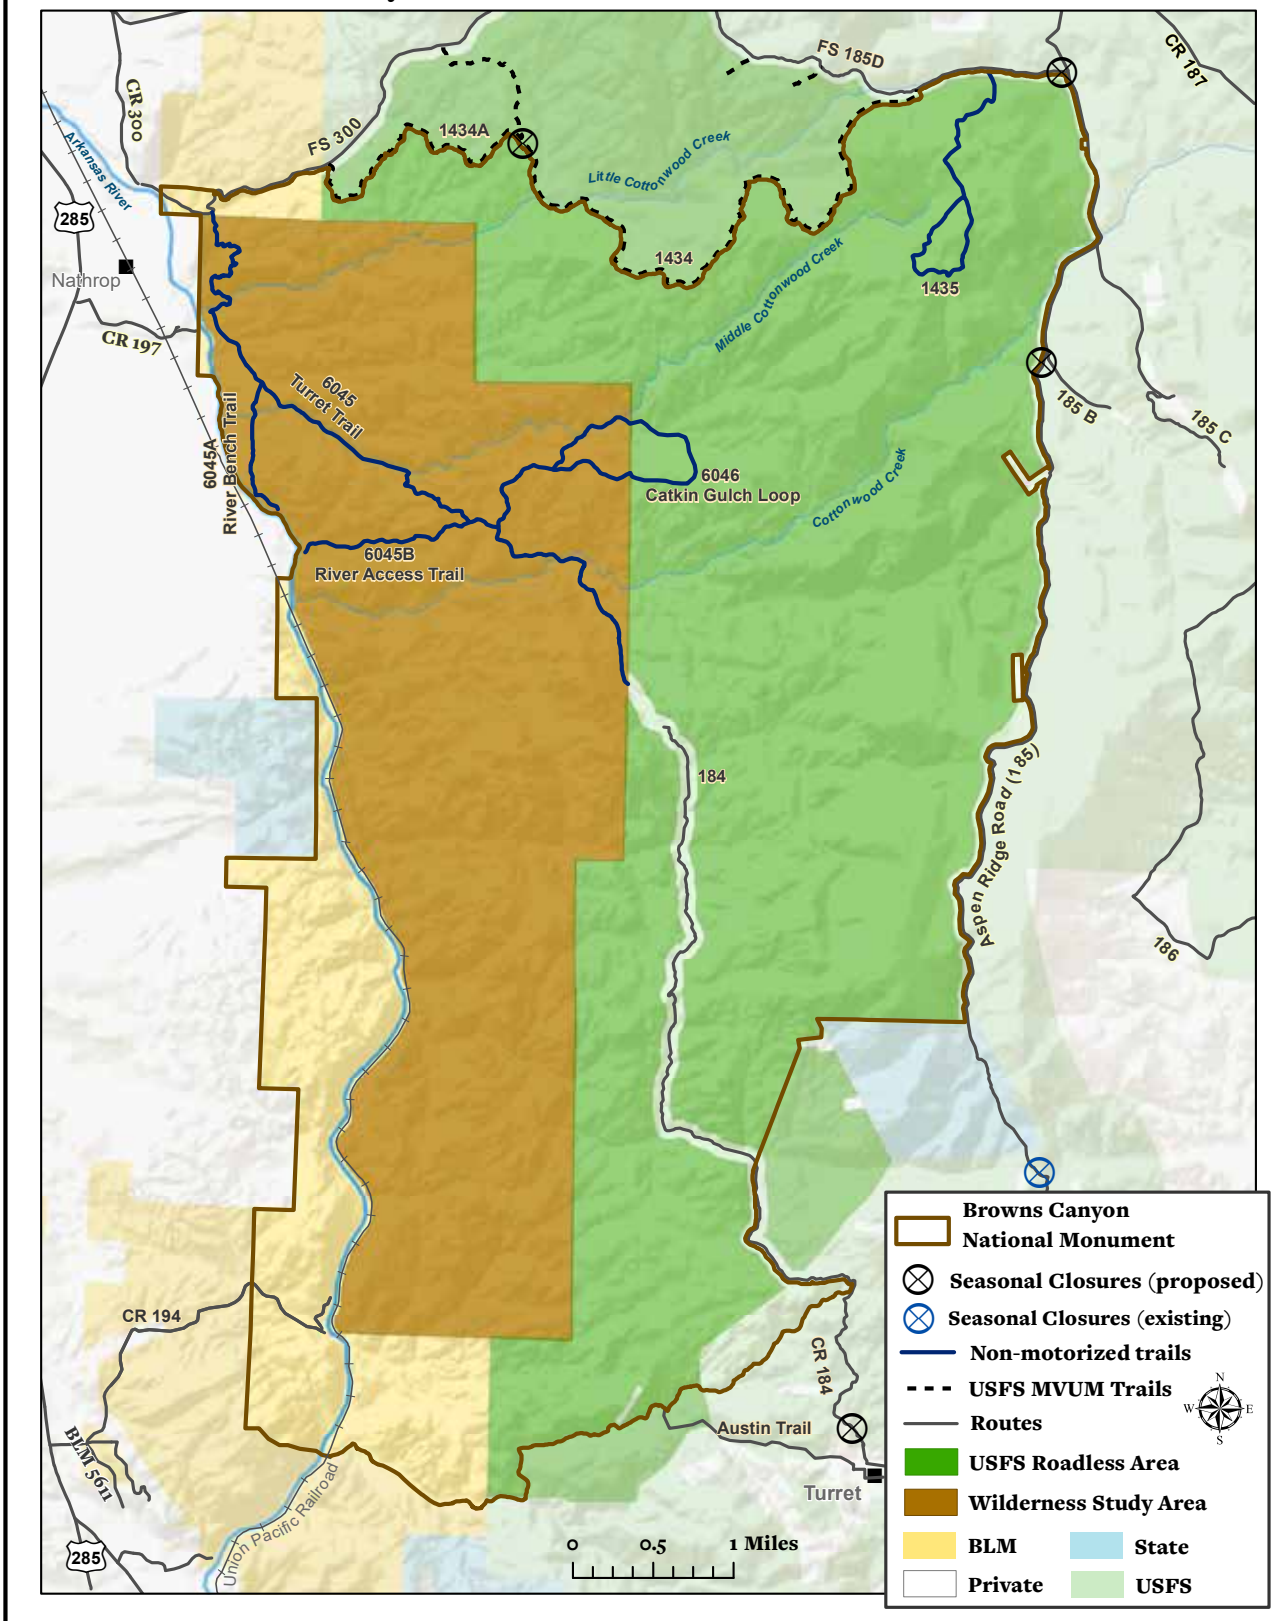 CR 187
FS 185D
CR 300
1434A
FS 300
Little Cottonwood Creek
Arkansas River
285
Nathrop
1434
1435
Middle Cottonwood Creek
CR 197
6045
Turret Trail
185 B
185 C
6045A
River Bench Trail
6046
Catkin Gulch Loop
Cottonwood Creek
6045B
River Access Trail
184
Aspen Ridge Road (185)
186
CR 194
CR 184
Austin Trail
BLM 5611
Turret
Union Pacific Railroad
285
0 0.5 1 Miles
Browns Canyon
National Monument
Seasonal Closures (proposed)
Seasonal Closures (existing)
Non-motorized trails
USFS MVUM Trails
Routes
N
W E
S
USFS Roadless Area
Wilderness Study Area
BLM
State
Private
USFS